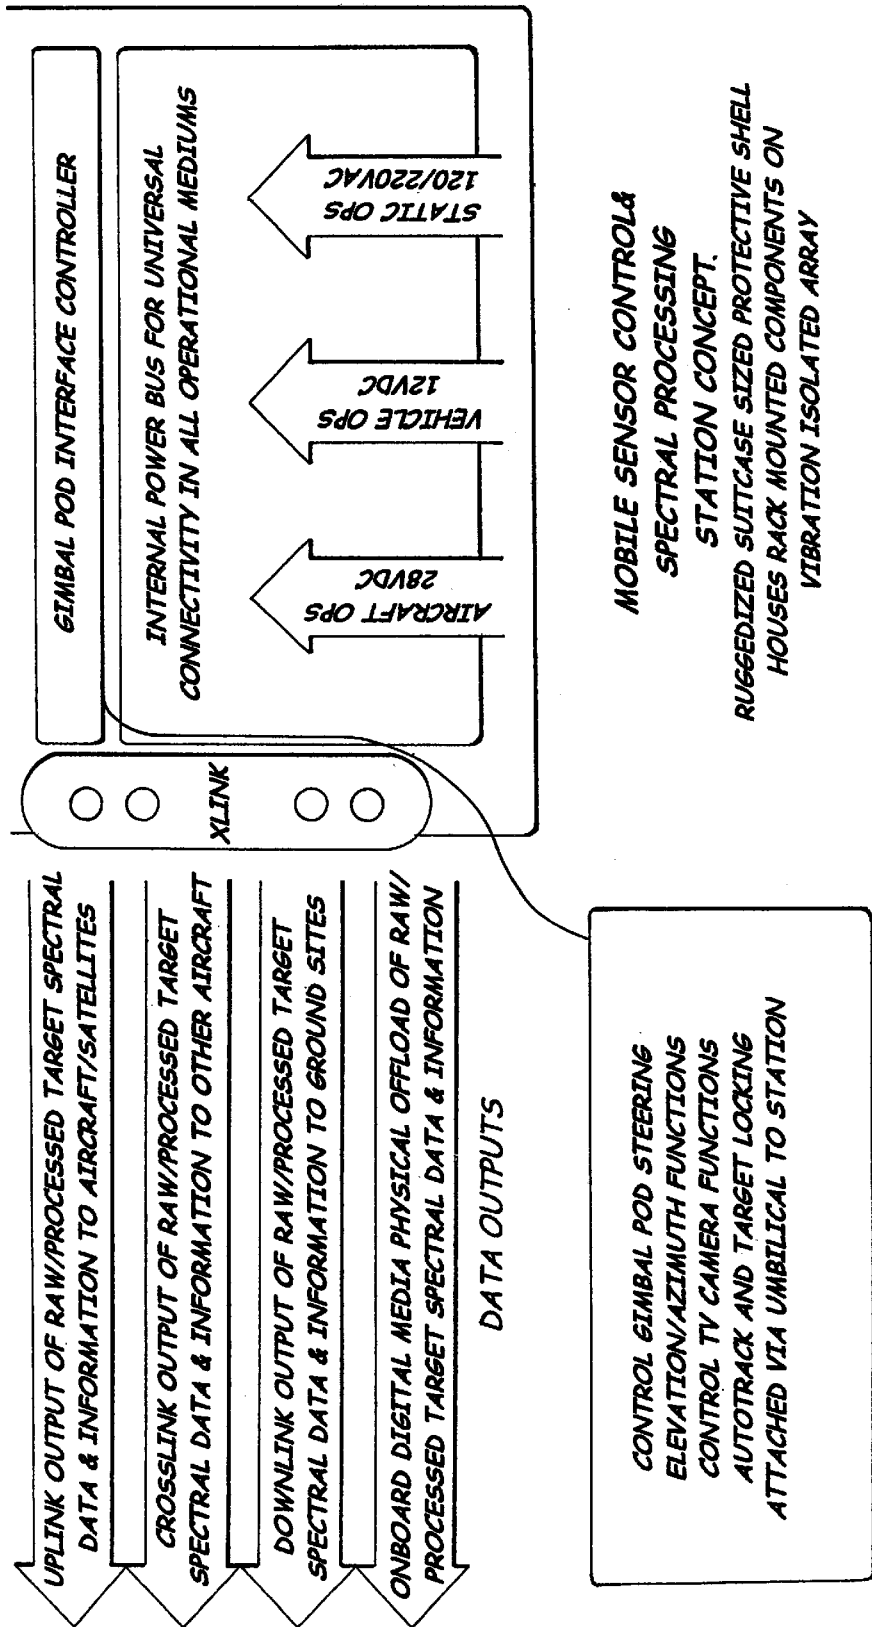 GIMBAL POD INTERFACE CONTROLLER
INTERNAL POWER BUS FOR UNIVERSAL
CONNECTIVITY IN ALL OPERATIONAL MEDIUMS
AIRCRAFT OPS
28VDC
VEHICLE OPS
12VDC
STATIC OPS
120/220VAC
XLINK
UPLINK OUTPUT OF RAW/PROCESSED TARGET SPECTRAL
DATA & INFORMATION TO AIRCRAFT/SATELLITES
CROSSLINK OUTPUT OF RAW/PROCESSED TARGET
SPECTRAL DATA & INFORMATION TO OTHER AIRCRAFT
DOWNLINK OUTPUT OF RAW/PROCESSED TARGET
SPECTRAL DATA & INFORMATION TO GROUND SITES
ONBOARD DIGITAL MEDIA PHYSICAL OFFLOAD OF RAW/
PROCESSED TARGET SPECTRAL DATA & INFORMATION
DATA OUTPUTS
CONTROL GIMBAL POD STEERING
ELEVATION/AZIMUTH FUNCTIONS
CONTROL TV CAMERA FUNCTIONS
AUTOTRACK AND TARGET LOCKING
ATTACHED VIA UMBILICAL TO STATION
MOBILE SENSOR CONTROL&
SPECTRAL PROCESSING
STATION CONCEPT.
RUGGEDIZED SUITCASE SIZED PROTECTIVE SHELL
HOUSES RACK MOUNTED COMPONENTS ON
VIBRATION ISOLATED ARRAY